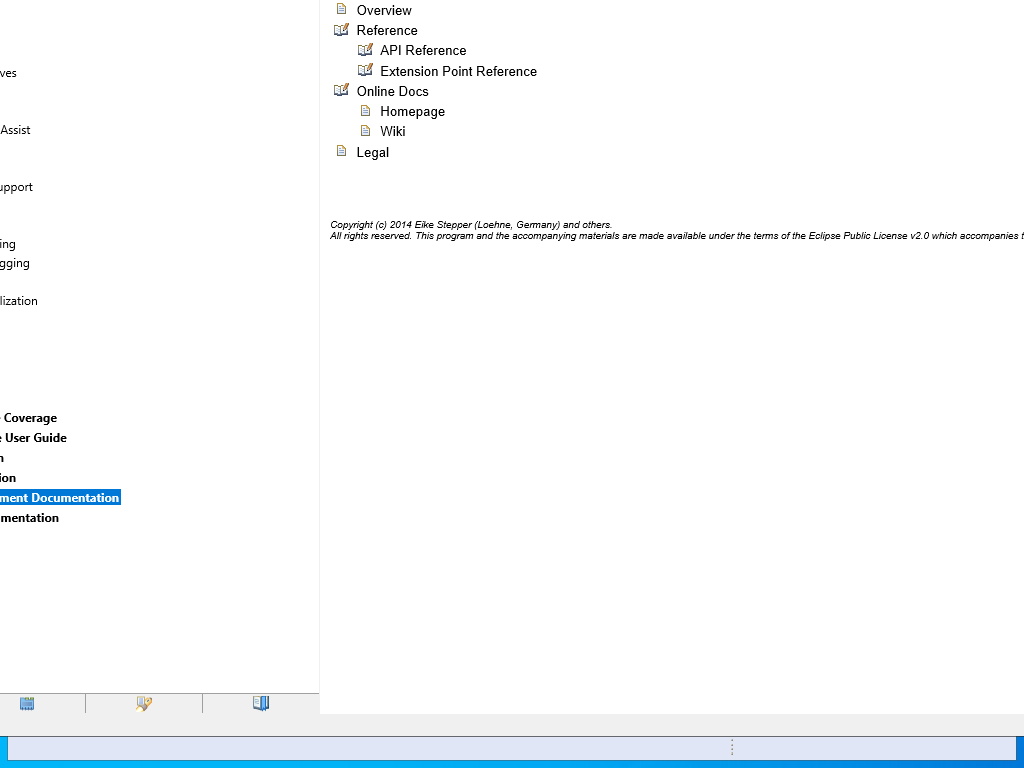 Overview
Reference
API Reference
Extension Point Reference
Online Docs
Homepage
Wiki
Legal
Copyright (c) 2014 Eike Stepper (Loehne, Germany) and others.
All rights reserved. This program and the accompanying materials are made available under the terms of the Eclipse Public License v2.0 which accompanies t
ves
Assist
upport
ing
gging
lization
Coverage
e User Guide
n
ion
ment Documentation
mentation